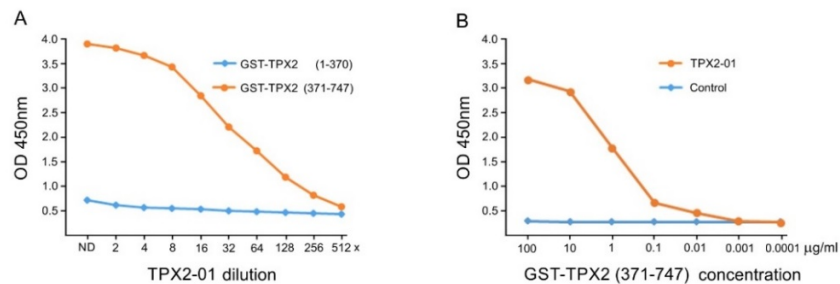 A
4.0
3.5
3.0
2.5
2.0
1.5
1.0
0.5
OD 450nm
GST-TPX2 (1-370)
GST-TPX2 (371-747)
ND 2 4 8 16 32 64 128 256 512 x
TPX2-01 dilution
B
4.0
3.5
3.0
2.5
2.0
1.5
1.0
0.5
OD 450nm
TPX2-01
Control
100 10 1 0.1 0.01 0.001 0.0001 μg/ml
GST-TPX2 (371-747) concentration